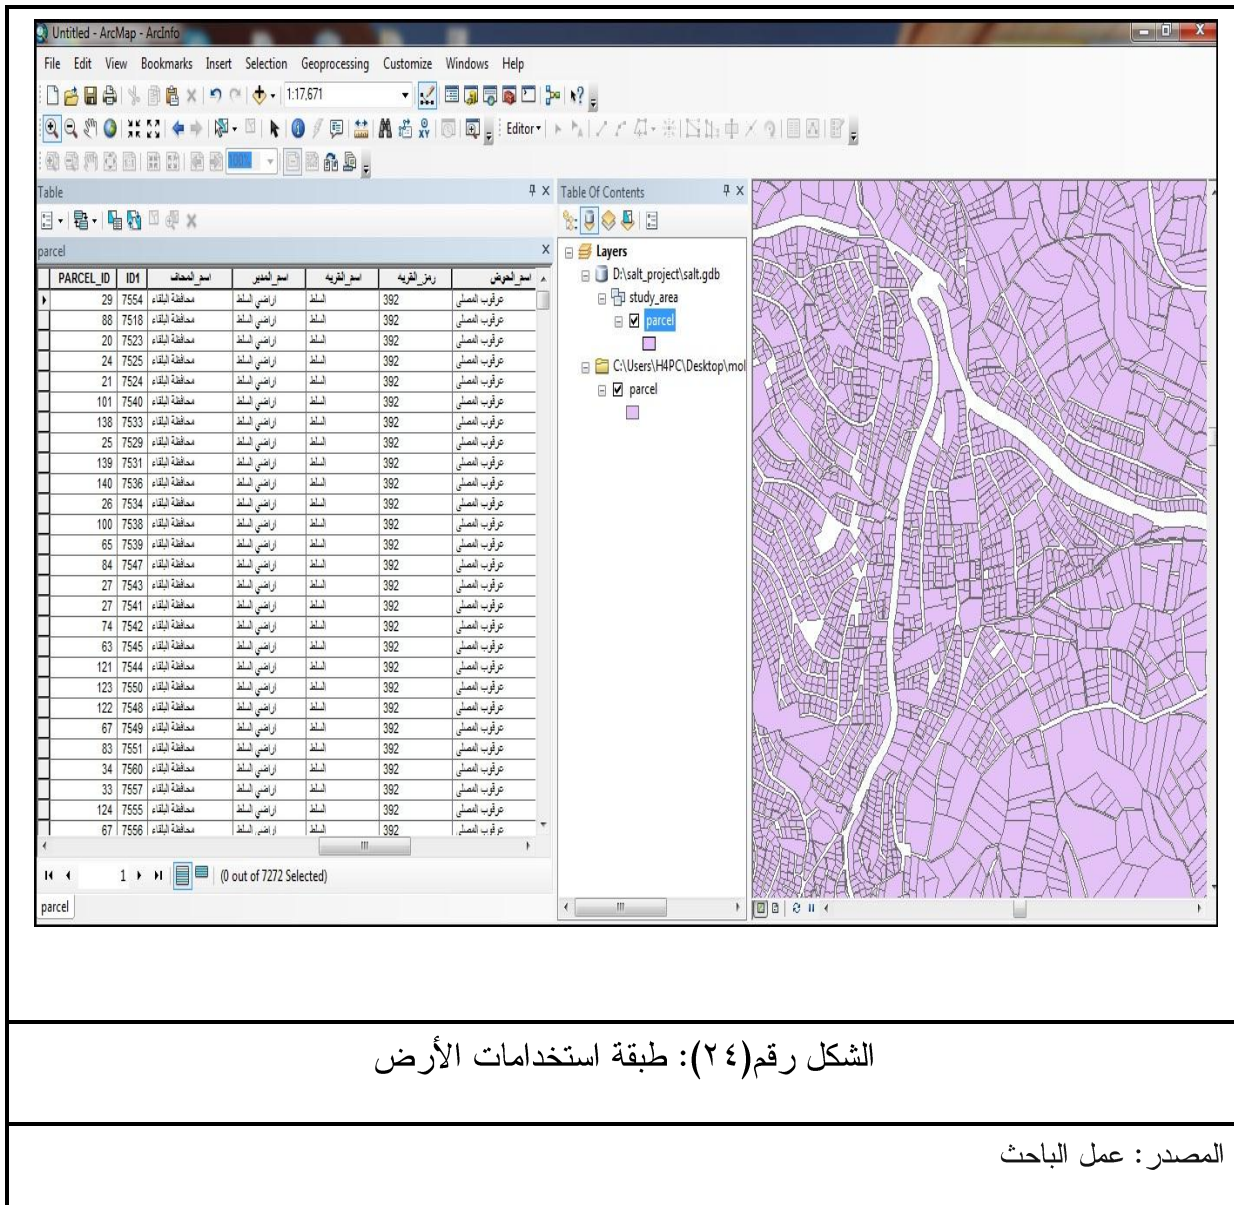 Untitled - ArcMap - ArcInfo
File Edit View Bookmarks Insert Selection Geoprocessing Customize Windows Help
1:17,671
Editor
100%
Table
parcel
PARCEL_ID ID1 اسم_المحاف اسم_المدير اسم_القريه رمز_القريه اسم_الحوض
29 7554 محافظة البلقاء اراضي السلط السلط 392 عرقوب المصلى
88 7518 محافظة البلقاء اراضي السلط السلط 392 عرقوب المصلى
20 7523 محافظة البلقاء اراضي السلط السلط 392 عرقوب المصلى
24 7525 محافظة البلقاء اراضي السلط السلط 392 عرقوب المصلى
21 7524 محافظة البلقاء اراضي السلط السلط 392 عرقوب المصلى
101 7540 محافظة البلقاء اراضي السلط السلط 392 عرقوب المصلى
138 7533 محافظة البلقاء اراضي السلط السلط 392 عرقوب المصلى
25 7529 محافظة البلقاء اراضي السلط السلط 392 عرقوب المصلى
139 7531 محافظة البلقاء اراضي السلط السلط 392 عرقوب المصلى
140 7536 محافظة البلقاء اراضي السلط السلط 392 عرقوب المصلى
26 7534 محافظة البلقاء اراضي السلط السلط 392 عرقوب المصلى
100 7538 محافظة البلقاء اراضي السلط السلط 392 عرقوب المصلى
65 7539 محافظة البلقاء اراضي السلط السلط 392 عرقوب المصلى
84 7547 محافظة البلقاء اراضي السلط السلط 392 عرقوب المصلى
27 7543 محافظة البلقاء اراضي السلط السلط 392 عرقوب المصلى
27 7541 محافظة البلقاء اراضي السلط السلط 392 عرقوب المصلى
74 7542 محافظة البلقاء اراضي السلط السلط 392 عرقوب المصلى
63 7545 محافظة البلقاء اراضي السلط السلط 392 عرقوب المصلى
121 7544 محافظة البلقاء اراضي السلط السلط 392 عرقوب المصلى
123 7550 محافظة البلقاء اراضي السلط السلط 392 عرقوب المصلى
122 7548 محافظة البلقاء اراضي السلط السلط 392 عرقوب المصلى
67 7549 محافظة البلقاء اراضي السلط السلط 392 عرقوب المصلى
83 7551 محافظة البلقاء اراضي السلط السلط 392 عرقوب المصلى
34 7560 محافظة البلقاء اراضي السلط السلط 392 عرقوب المصلى
33 7557 محافظة البلقاء اراضي السلط السلط 392 عرقوب المصلى
124 7555 محافظة البلقاء اراضي السلط السلط 392 عرقوب المصلى
67 7556 محافظة البلقاء اراضي السلط السلط 392 عرقوب المصلى
1 (0 out of 7272 Selected)
parcel
Table Of Contents
Layers
D:\salt_project\salt.gdb
study_area
parcel
C:\Users\H4PC\Desktop\mol
parcel
الشكل رقم(٢٤): طبقة استخدامات الأرض
المصدر: عمل الباحث